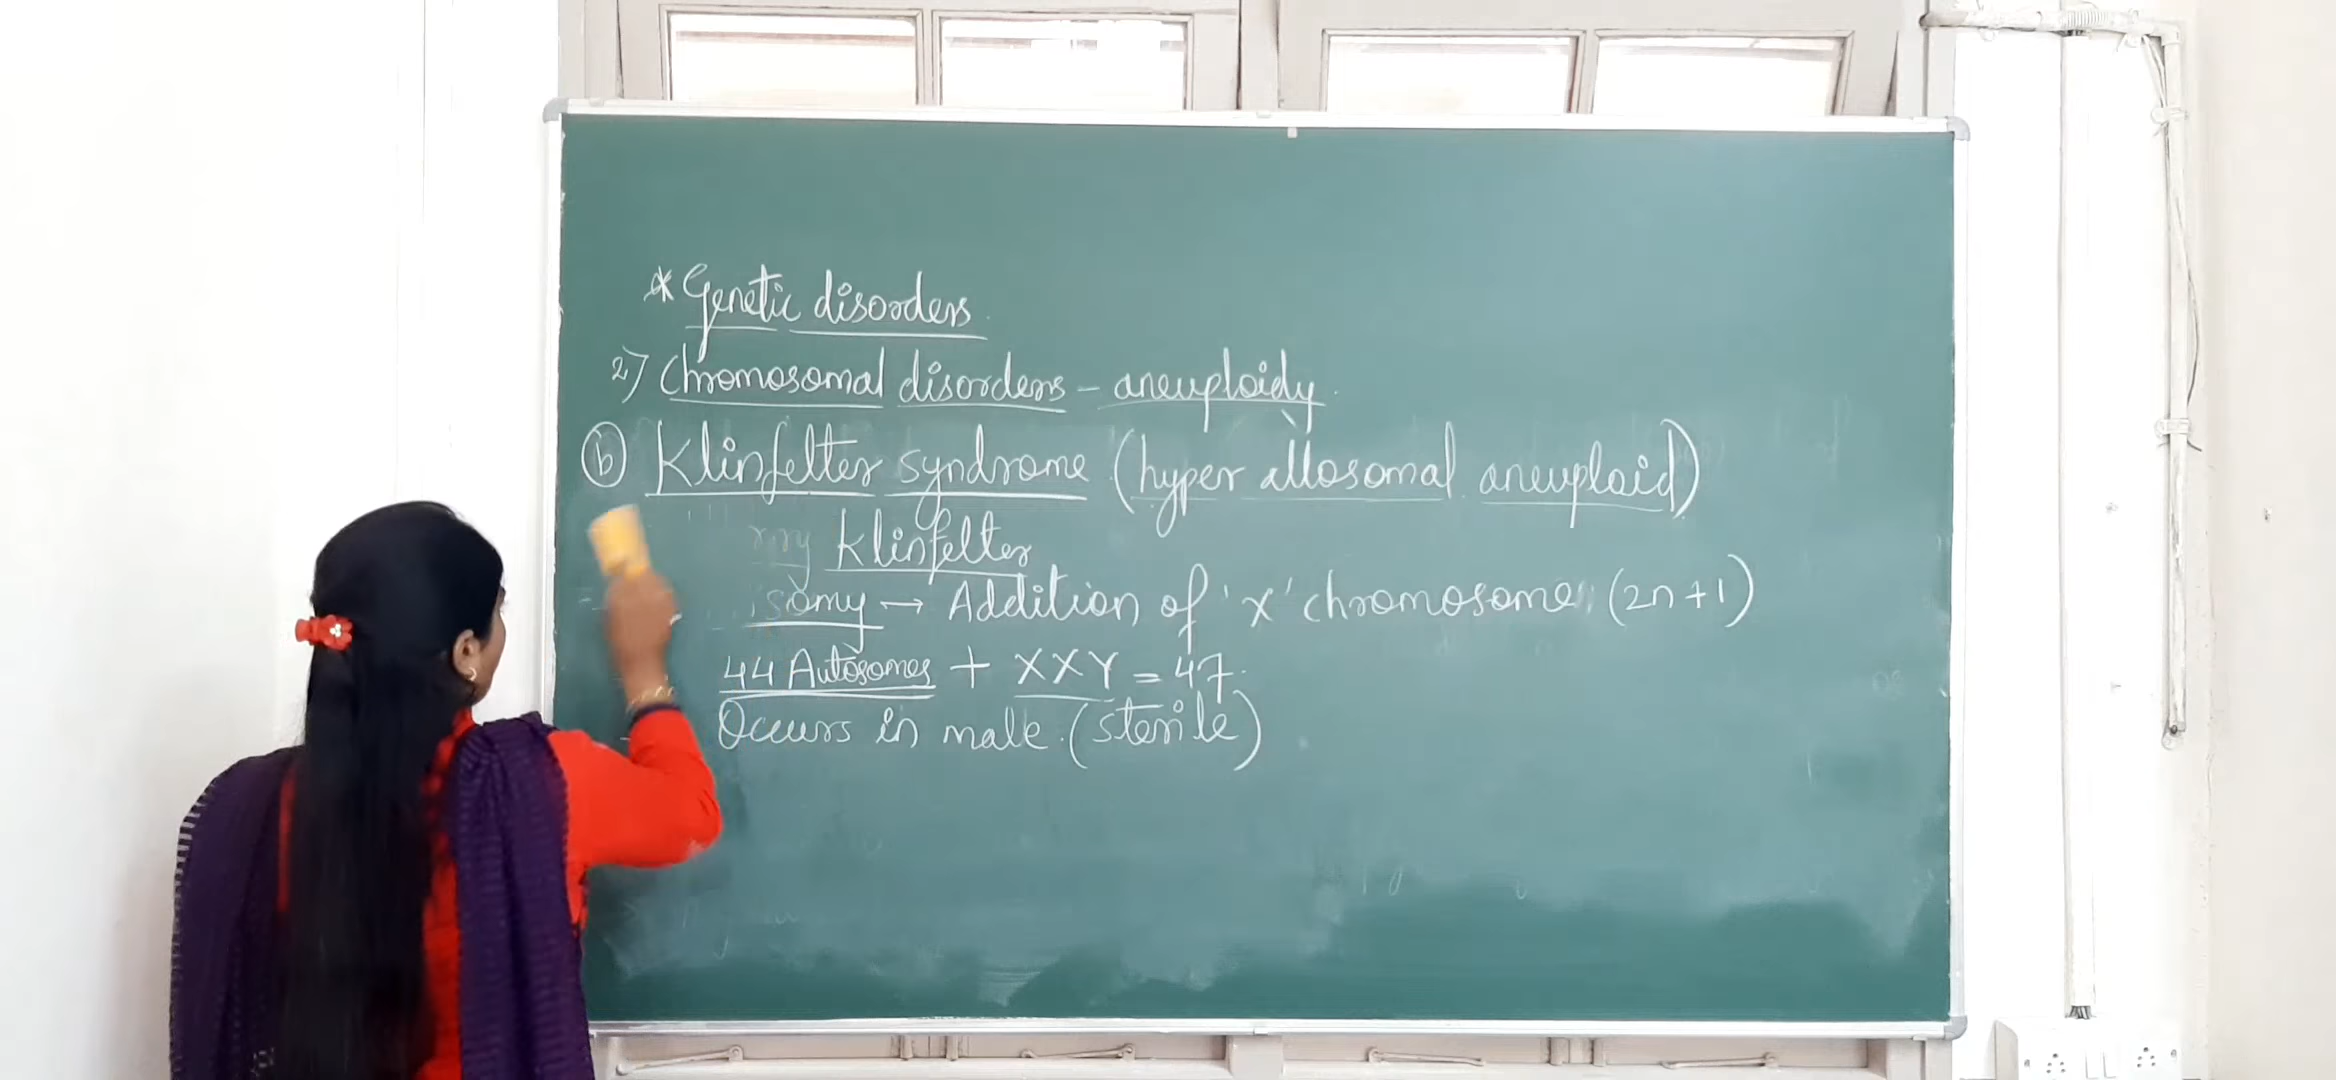 * Genetic disorders
2) Chromosomal disorders - aneuploidy.
(b) Klinfelter syndrome (hyper allosomal aneuploid)
Klinfelter
somy → Addition of 'X' chromosome (2n+1)
44 Autosomes + XXY = 47.
Occurs in male. (sterile)